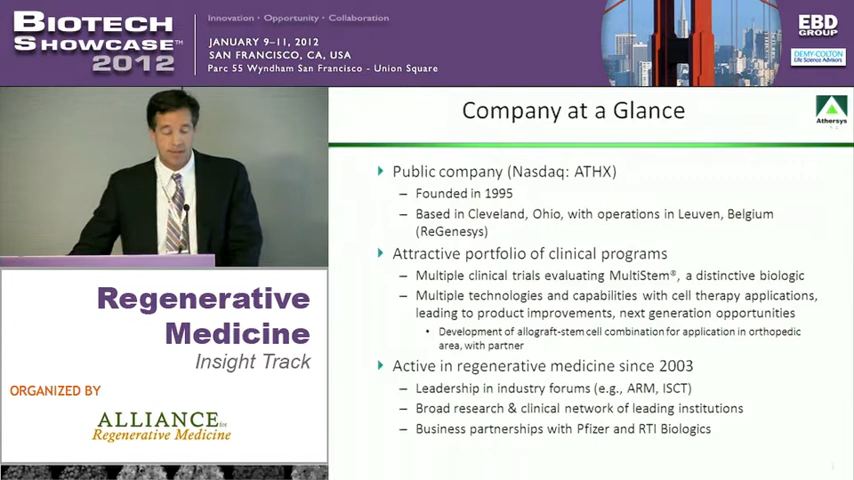 BIOTECH
SHOWCASE™
2012
Innovation · Opportunity · Collaboration
JANUARY 9–11, 2012
SAN FRANCISCO, CA, USA
Parc 55 Wyndham San Francisco - Union Square
EBD
GROUP
DEMY-COLTON
Life Science Advisors
Company at a Glance
Athersys
Public company (Nasdaq: ATHX)
– Founded in 1995
– Based in Cleveland, Ohio, with operations in Leuven, Belgium
(ReGenesys)
Attractive portfolio of clinical programs
– Multiple clinical trials evaluating MultiStem®, a distinctive biologic
– Multiple technologies and capabilities with cell therapy applications,
leading to product improvements, next generation opportunities
• Development of allograft-stem cell combination for application in orthopedic
area, with partner
Active in regenerative medicine since 2003
– Leadership in industry forums (e.g., ARM, ISCT)
– Broad research & clinical network of leading institutions
– Business partnerships with Pfizer and RTI Biologics
Regenerative
Medicine
Insight Track
ORGANIZED BY
ALLIANCE for
Regenerative Medicine